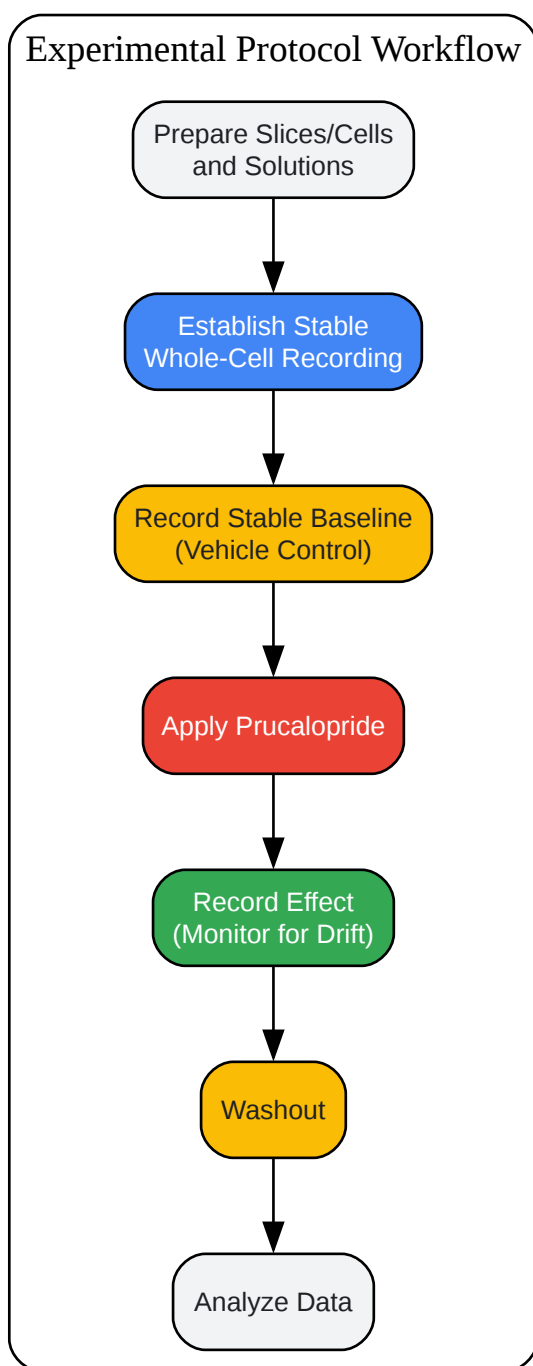 Experimental Protocol Workflow
Prepare Slices/Cells
and Solutions
Establish Stable
Whole-Cell Recording
Record Stable Baseline
(Vehicle Control)
Apply Prucalopride
Record Effect
(Monitor for Drift)
Washout
Analyze Data